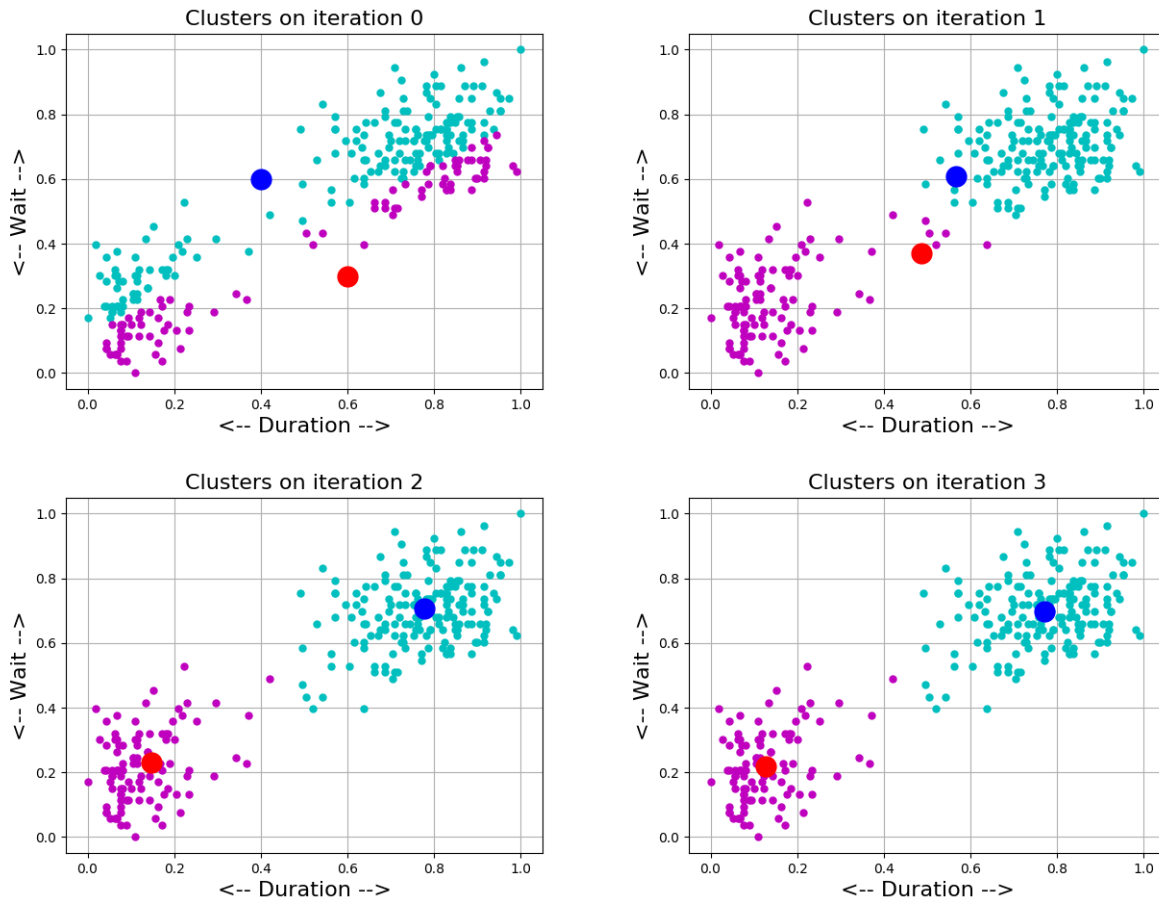 Clusters on iteration 0
1.0
0.8
0.6
0.4
0.2
0.0
<-- Wait -->
0.0 0.2 0.4 0.6 0.8 1.0
<-- Duration -->
Clusters on iteration 1
1.0
0.8
0.6
0.4
0.2
0.0
<-- Wait -->
0.0 0.2 0.4 0.6 0.8 1.0
<-- Duration -->
Clusters on iteration 2
1.0
0.8
0.6
0.4
0.2
0.0
<-- Wait -->
0.0 0.2 0.4 0.6 0.8 1.0
<-- Duration -->
Clusters on iteration 3
1.0
0.8
0.6
0.4
0.2
0.0
<-- Wait -->
0.0 0.2 0.4 0.6 0.8 1.0
<-- Duration -->